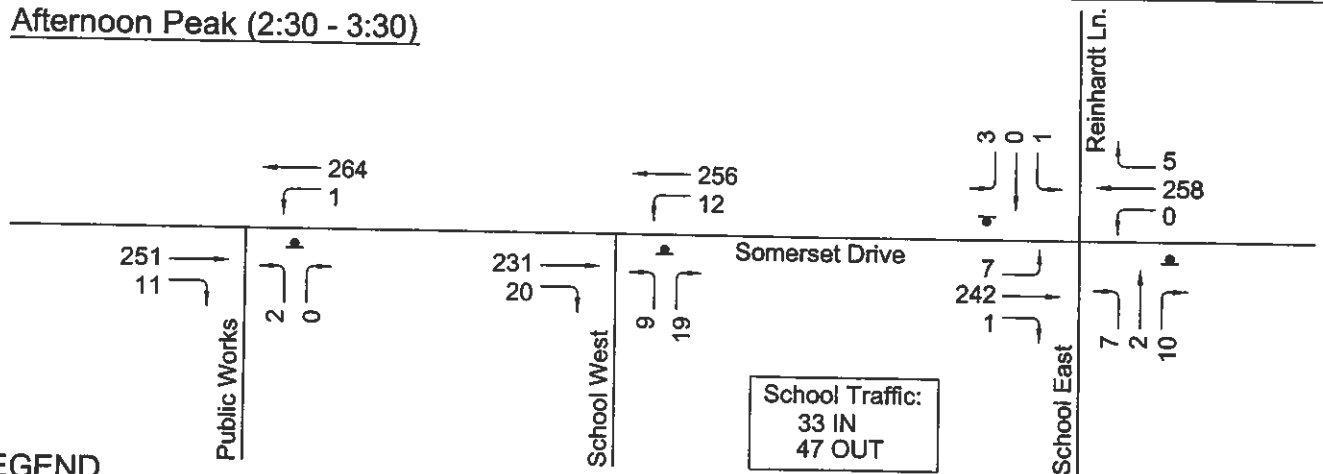 Afternoon Peak (2:30 - 3:30)
Reinhardt Ln.
3 0 1
264
1
256
12
5
258
0
251
11
2 0
231
20
Somerset Drive
9 19
7
242
1
7 2 10
Public Works
School West
School East
School Traffic:
33 IN
47 OUT
EGEND